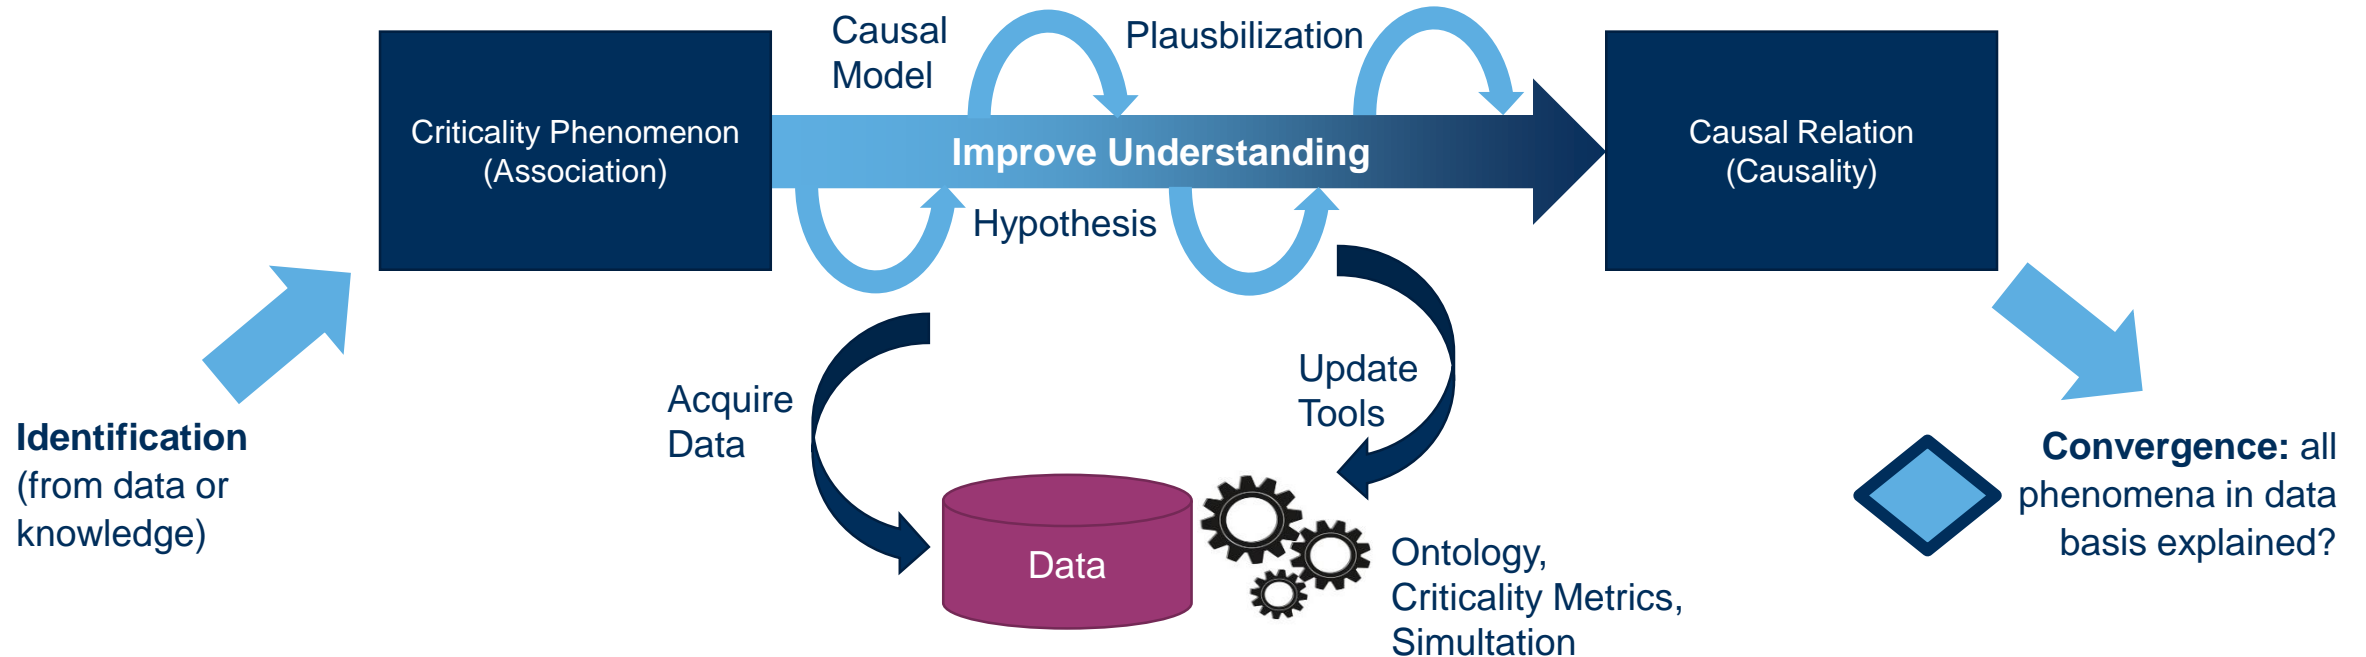 Causal
Model
Plausbilization
Criticality Phenomenon
(Association)
Improve Understanding
Causal Relation
(Causality)
Hypothesis
Acquire
Data
Update
Tools
Identification
(from data or
knowledge)
Convergence: all
phenomena in data
basis explained?
Data
Ontology,
Criticality Metrics,
Simultation